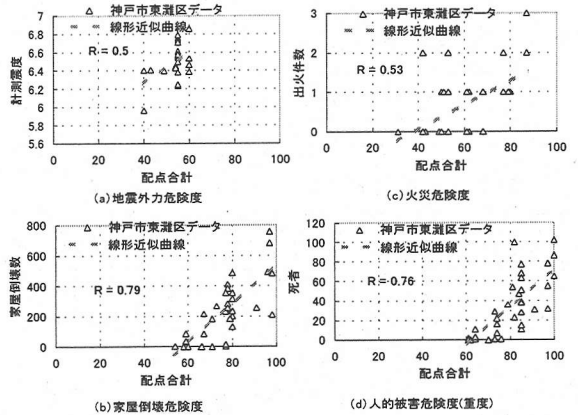 計測震度
7
6.8
6.6
6.4
6.2
6
5.8
5.6
神戸市東灘区データ
線形近似曲線
R = 0.5
0 20 40 60 80 100
配点合計
(a)地震外力危険度
出火件数
3
2
1
0
神戸市東灘区データ
線形近似曲線
R = 0.53
0 20 40 60 80 100
配点合計
(c)火災危険度
家屋倒壊数
800
600
400
200
0
神戸市東灘区データ
線形近似曲線
R = 0.79
0 20 40 60 80 100
配点合計
(b)家屋倒壊危険度
死者
120
100
80
60
40
20
0
神戸市東灘区データ
線形近似曲線
R = 0.76
0 20 40 60 80 100
配点合計
(d)人的被害危険度(重度)